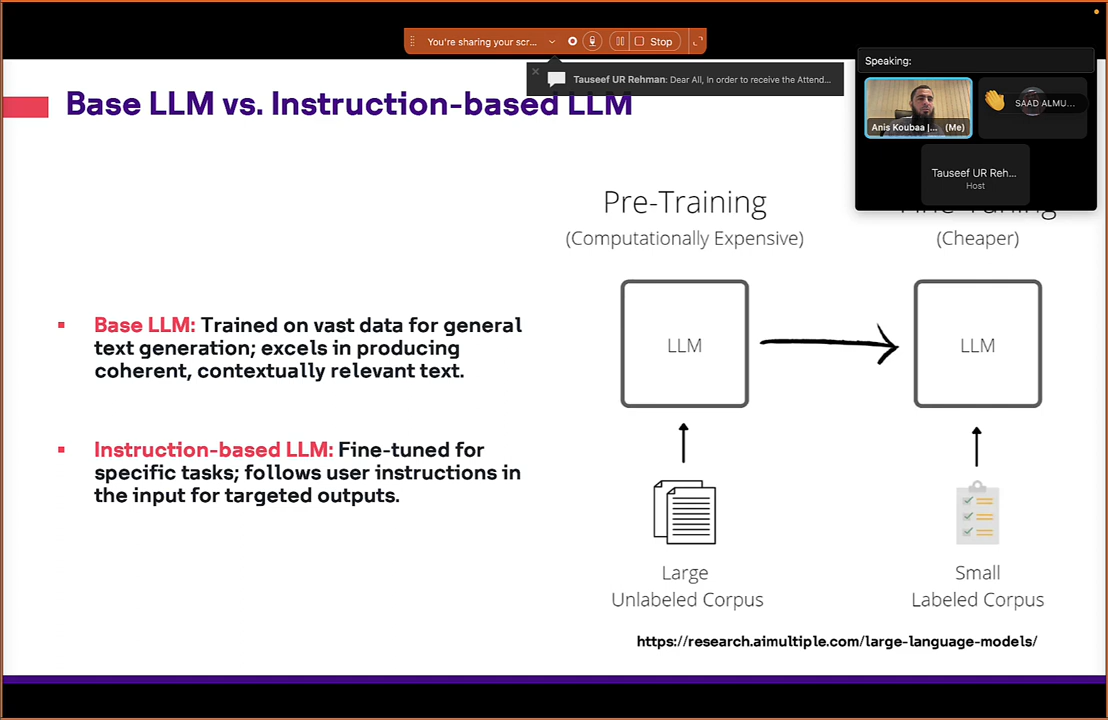 You're sharing your scr...
Stop
Tauseef UR Rehman: Dear All, In order to receive the Attend...
Speaking:
Anis Koubaa |... (Me)
SAAD ALMU...
Tauseef UR Reh...
Host
Base LLM vs. Instruction-based LLM
Pre-Training
(Computationally Expensive)
Fine-Tuning
(Cheaper)
Base LLM: Trained on vast data for general
text generation; excels in producing
coherent, contextually relevant text.
Instruction-based LLM: Fine-tuned for
specific tasks; follows user instructions in
the input for targeted outputs.
LLM
LLM
Large
Unlabeled Corpus
Small
Labeled Corpus
https://research.aimultiple.com/large-language-models/